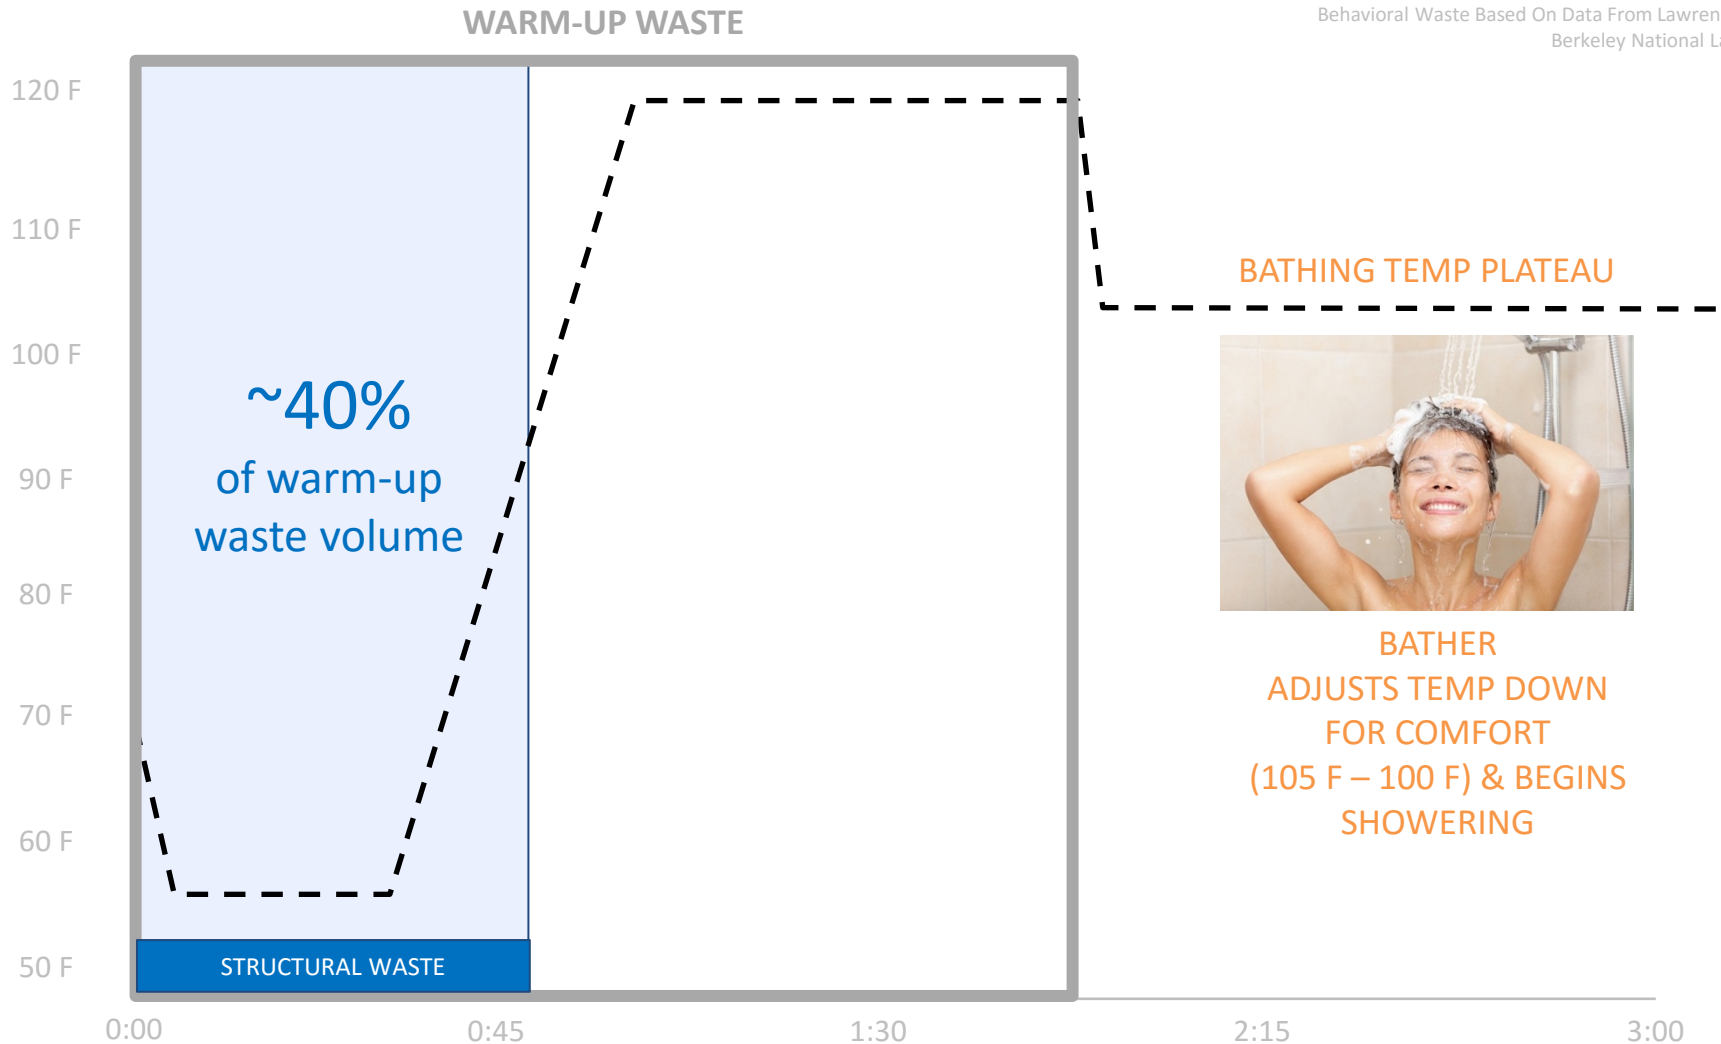 WARM-UP WASTE
Behavioral Waste Based On Data From Lawren
Berkeley National La
120 F
110 F
100 F
90 F
80 F
70 F
60 F
50 F
~40%
of warm-up
waste volume
STRUCTURAL WASTE
BATHING TEMP PLATEAU
BATHER
ADJUSTS TEMP DOWN
FOR COMFORT
(105 F – 100 F) & BEGINS
SHOWERING
0:00
0:45
1:30
2:15
3:00